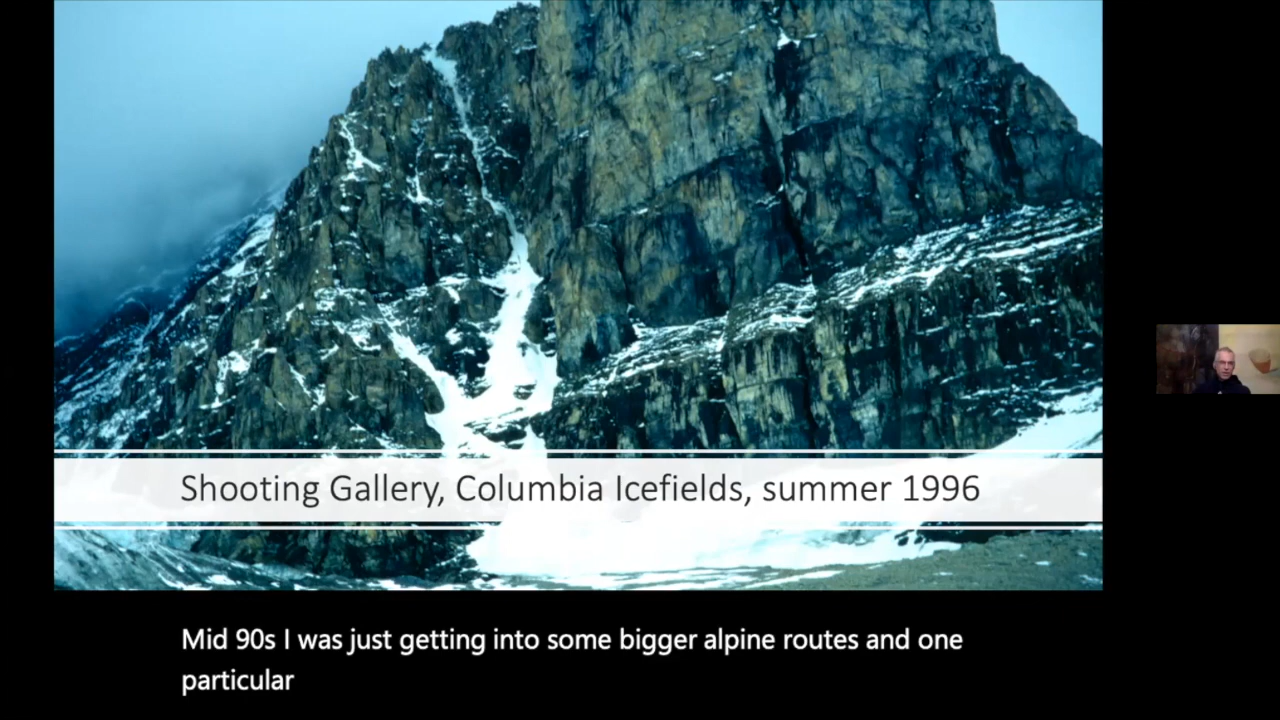 Shooting Gallery, Columbia Icefields, summer 1996
Mid 90s I was just getting into some bigger alpine routes and one
particular